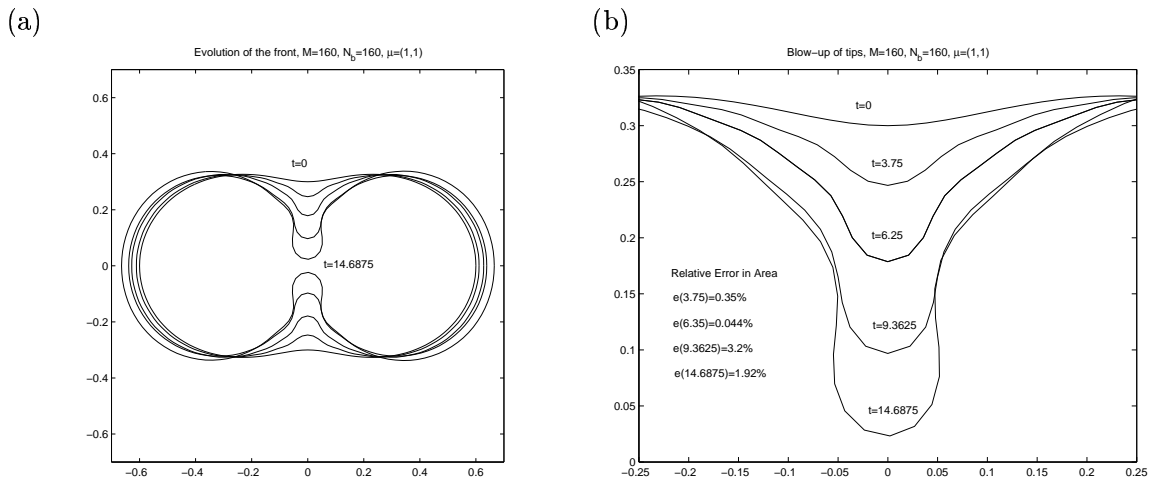 (a)
Evolution of the front, M=160, N_b=160, μ=(1,1)
0.6
0.4
0.2
0
−0.2
−0.4
−0.6
−0.6 −0.4 −0.2 0 0.2 0.4 0.6
t=0
t=14.6875
(b)
Blow−up of tips, M=160, N_b=160, μ=(1,1)
0.35
0.3
0.25
0.2
0.15
0.1
0.05
0
−0.25 −0.2 −0.15 −0.1 −0.05 0 0.05 0.1 0.15 0.2 0.25
t=0
t=3.75
t=6.25
t=9.3625
t=14.6875
Relative Error in Area
e(3.75)=0.35%
e(6.35)=0.044%
e(9.3625)=3.2%
e(14.6875)=1.92%